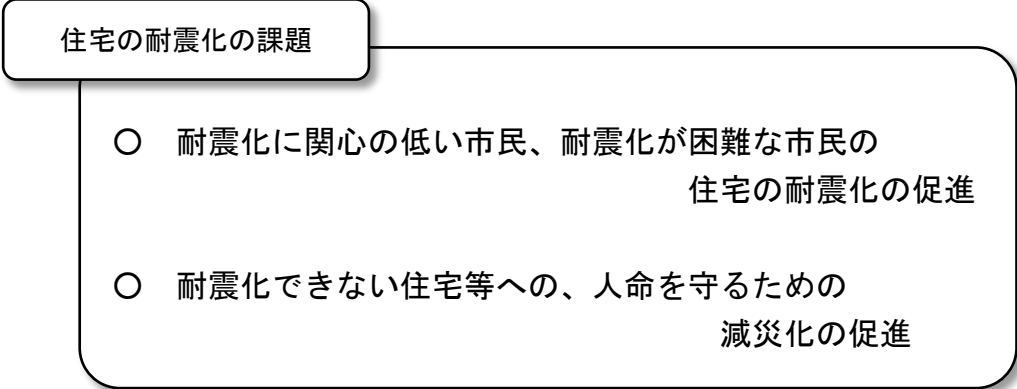 住宅の耐震化の課題
○ 耐震化に関心の低い市民、耐震化が困難な市民の
住宅の耐震化の促進
○ 耐震化できない住宅等への、人命を守るための
減災化の促進